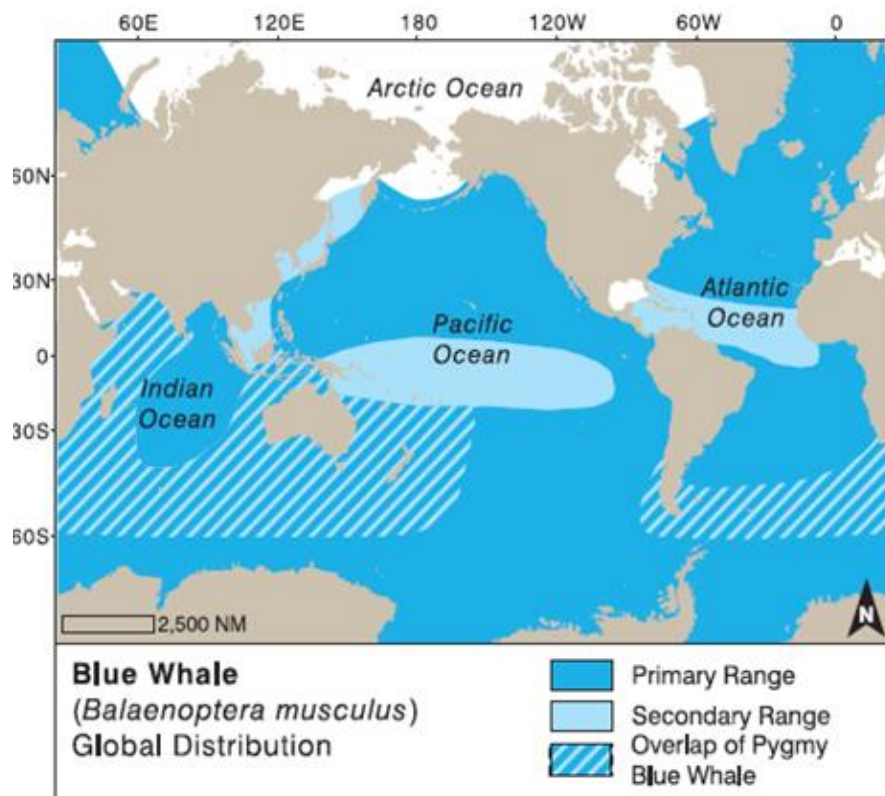 60E 120E 180 120W 60W 0
Arctic Ocean
60N
30N
Atlantic
Ocean
Pacific
Ocean
0
Indian
Ocean
30S
60S
2,500 NM
N
Blue Whale
(Balaenoptera musculus)
Global Distribution
Primary Range
Secondary Range
Overlap of Pygmy
Blue Whale